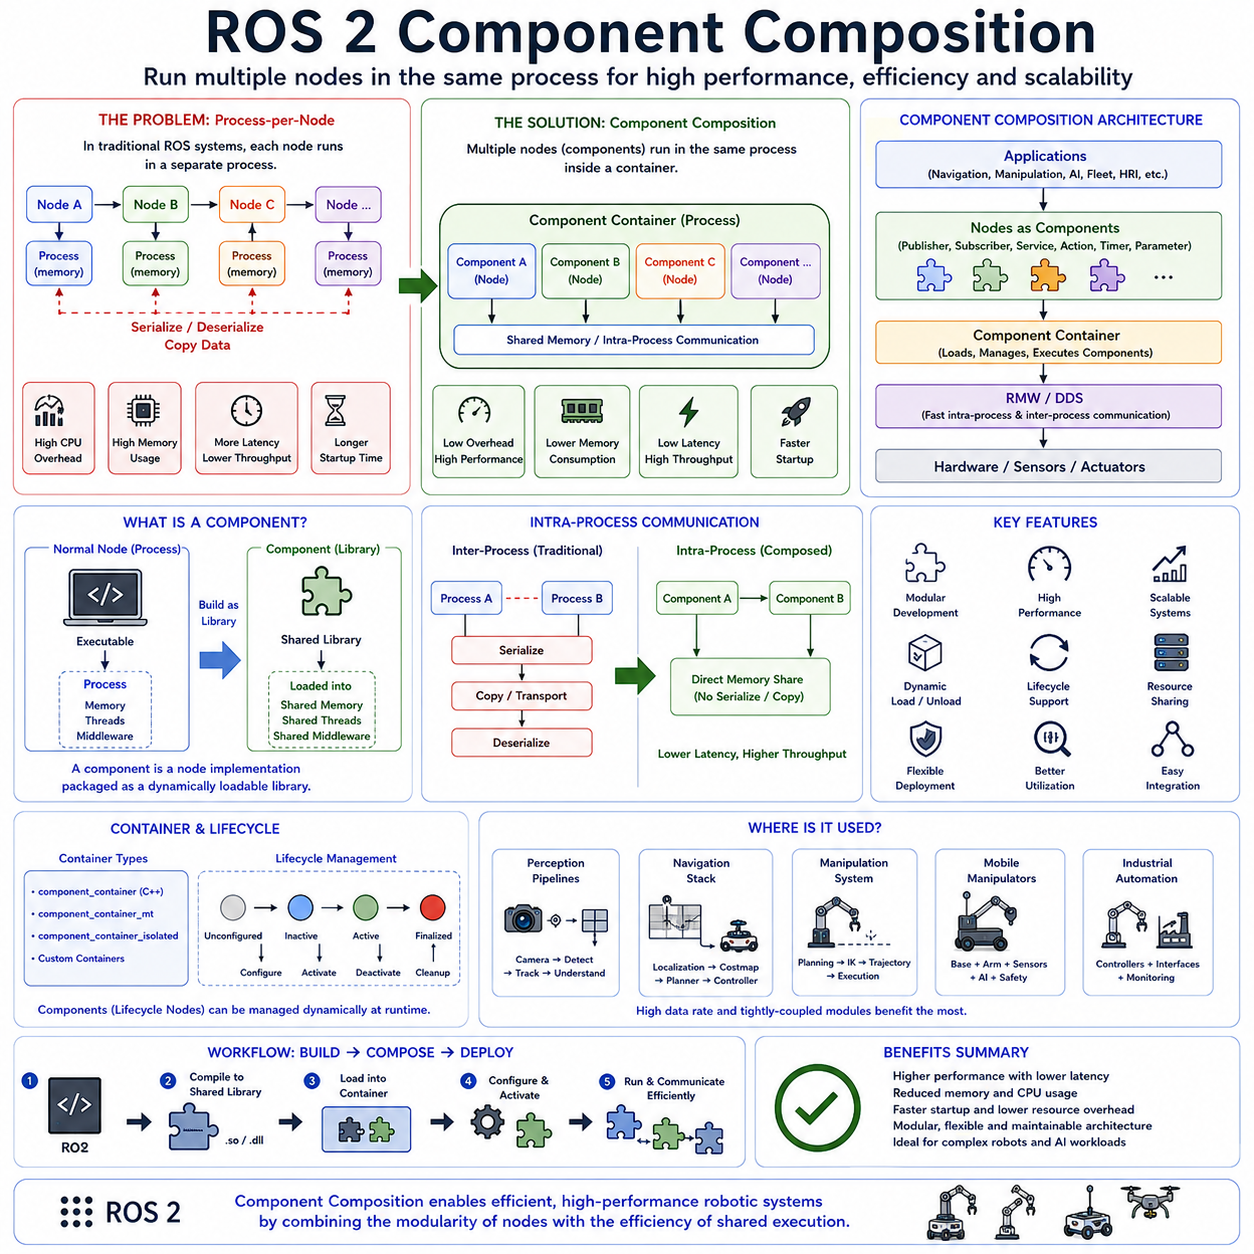 ROS 2 Component Composition
Run multiple nodes in the same process for high performance, efficiency and scalability
THE PROBLEM: Process-per-Node
In traditional ROS systems, each node runs
in a separate process.
Node A
Node B
Node C
Node ...
Process
(memory)
Process
(memory)
Process
(memory)
Process
(memory)
Serialize / Deserialize
Copy Data
High CPU
Overhead
High Memory
Usage
More Latency
Lower Throughput
Longer
Startup Time
THE SOLUTION: Component Composition
Multiple nodes (components) run in the same process
inside a container.
Component Container (Process)
Component A
(Node)
Component B
(Node)
Component C
(Node)
Component ...
(Node)
Shared Memory / Intra-Process Communication
Low Overhead
High Performance
Lower Memory
Consumption
Low Latency
High Throughput
Faster
Startup
COMPONENT COMPOSITION ARCHITECTURE
Applications
(Navigation, Manipulation, AI, Fleet, HRI, etc.)
Nodes as Components
(Publisher, Subscriber, Service, Action, Timer, Parameter)
...
Component Container
(Loads, Manages, Executes Components)
RMW / DDS
(Fast intra-process & inter-process communication)
Hardware / Sensors / Actuators
WHAT IS A COMPONENT?
Normal Node (Process)
</>
Executable
Process
Memory
Threads
Middleware
Build as
Library
Component (Library)
Shared Library
Loaded into
Shared Memory
Shared Threads
Shared Middleware
A component is a node implementation
packaged as a dynamically loadable library.
INTRA-PROCESS COMMUNICATION
Inter-Process (Traditional)
Process A
Process B
Serialize
Copy / Transport
Deserialize
Intra-Process (Composed)
Component A
Component B
Direct Memory Share
(No Serialize / Copy)
Lower Latency, Higher Throughput
KEY FEATURES
Modular
Development
High
Performance
Scalable
Systems
Dynamic
Load / Unload
Lifecycle
Support
Resource
Sharing
Flexible
Deployment
Better
Utilization
Easy
Integration
CONTAINER & LIFECYCLE
Container Types
• component_container (C++)
• component_container_mt
• component_container_isolated
• Custom Containers
Lifecycle Management
Unconfigured
Inactive
Active
Finalized
Configure
Activate
Deactivate
Cleanup
Components (Lifecycle Nodes) can be managed dynamically at runtime.
WHERE IS IT USED?
Perception
Pipelines
Camera → Detect
→ Track → Understand
Navigation
Stack
Localization → Costmap
→ Planner → Controller
Manipulation
System
Planning → IK → Trajectory
→ Execution
Mobile
Manipulators
Base + Arm + Sensors
+ AI + Safety
Industrial
Automation
Controllers + Interfaces
+ Monitoring
High data rate and tightly-coupled modules benefit the most.
WORKFLOW: BUILD → COMPOSE → DEPLOY
1
</>
RO2
2
Compile to
Shared Library
.so / .dll
3
Load into
Container
4
Configure &
Activate
5
Run & Communicate
Efficiently
BENEFITS SUMMARY
Higher performance with lower latency
Reduced memory and CPU usage
Faster startup and lower resource overhead
Modular, flexible and maintainable architecture
Ideal for complex robots and AI workloads
ROS 2
Component Composition enables efficient, high-performance robotic systems
by combining the modularity of nodes with the efficiency of shared execution.